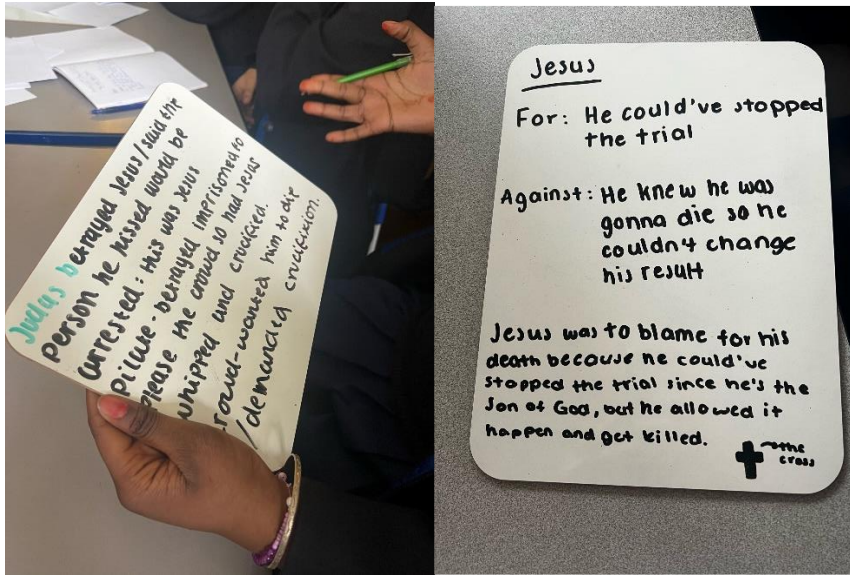 Judas betrayed Jesus/said the
person he kissed would be
arrested: this was Jesus
pilate betrayed imprisoned to
please the crowd so had Jesus
whipped and crucified.
crowd-wanted him to die
/demanded crucifixion.
Jesus
For: He could've stopped
the trial
Against: He knew he was
gonna die so he
couldn't change
his result
Jesus was to blame for his
death because he could've
stopped the trial since he's the
Son of God, but he allowed it
happen and get killed.
the
cross